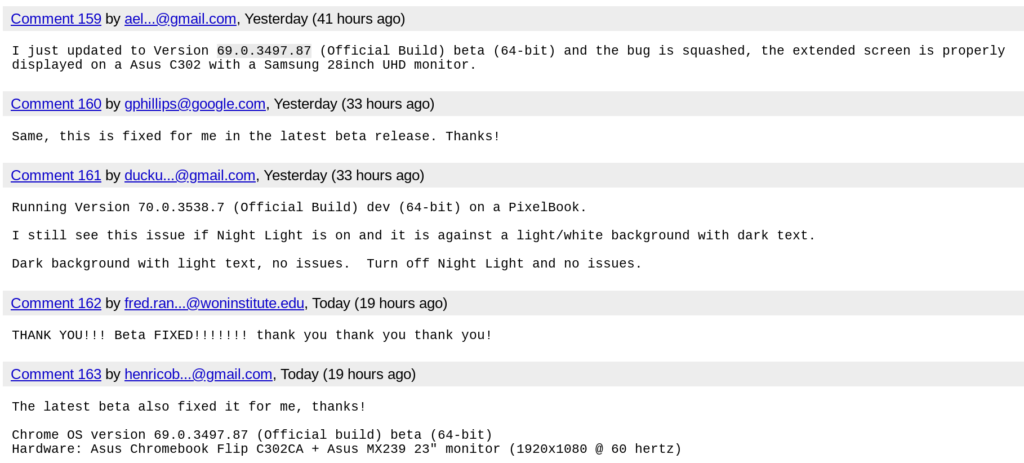 Comment 159 by ael...@gmail.com, Yesterday (41 hours ago)
I just updated to Version 69.0.3497.87 (Official Build) beta (64-bit) and the bug is squashed, the extended screen is properly
displayed on a Asus C302 with a Samsung 28inch UHD monitor.
Comment 160 by gphillips@google.com, Yesterday (33 hours ago)
Same, this is fixed for me in the latest beta release. Thanks!
Comment 161 by ducku...@gmail.com, Yesterday (33 hours ago)
Running Version 70.0.3538.7 (Official Build) dev (64-bit) on a PixelBook.
I still see this issue if Night Light is on and it is against a light/white background with dark text.
Dark background with light text, no issues.  Turn off Night Light and no issues.
Comment 162 by fred.ran...@woninstitute.edu, Today (19 hours ago)
THANK YOU!!! Beta FIXED!!!!!!! thank you thank you thank you!
Comment 163 by henricob...@gmail.com, Today (19 hours ago)
The latest beta also fixed it for me, thanks!
Chrome OS version 69.0.3497.87 (Official build) beta (64-bit)
Hardware: Asus Chromebook Flip C302CA + Asus MX239 23" monitor (1920x1080 @ 60 hertz)